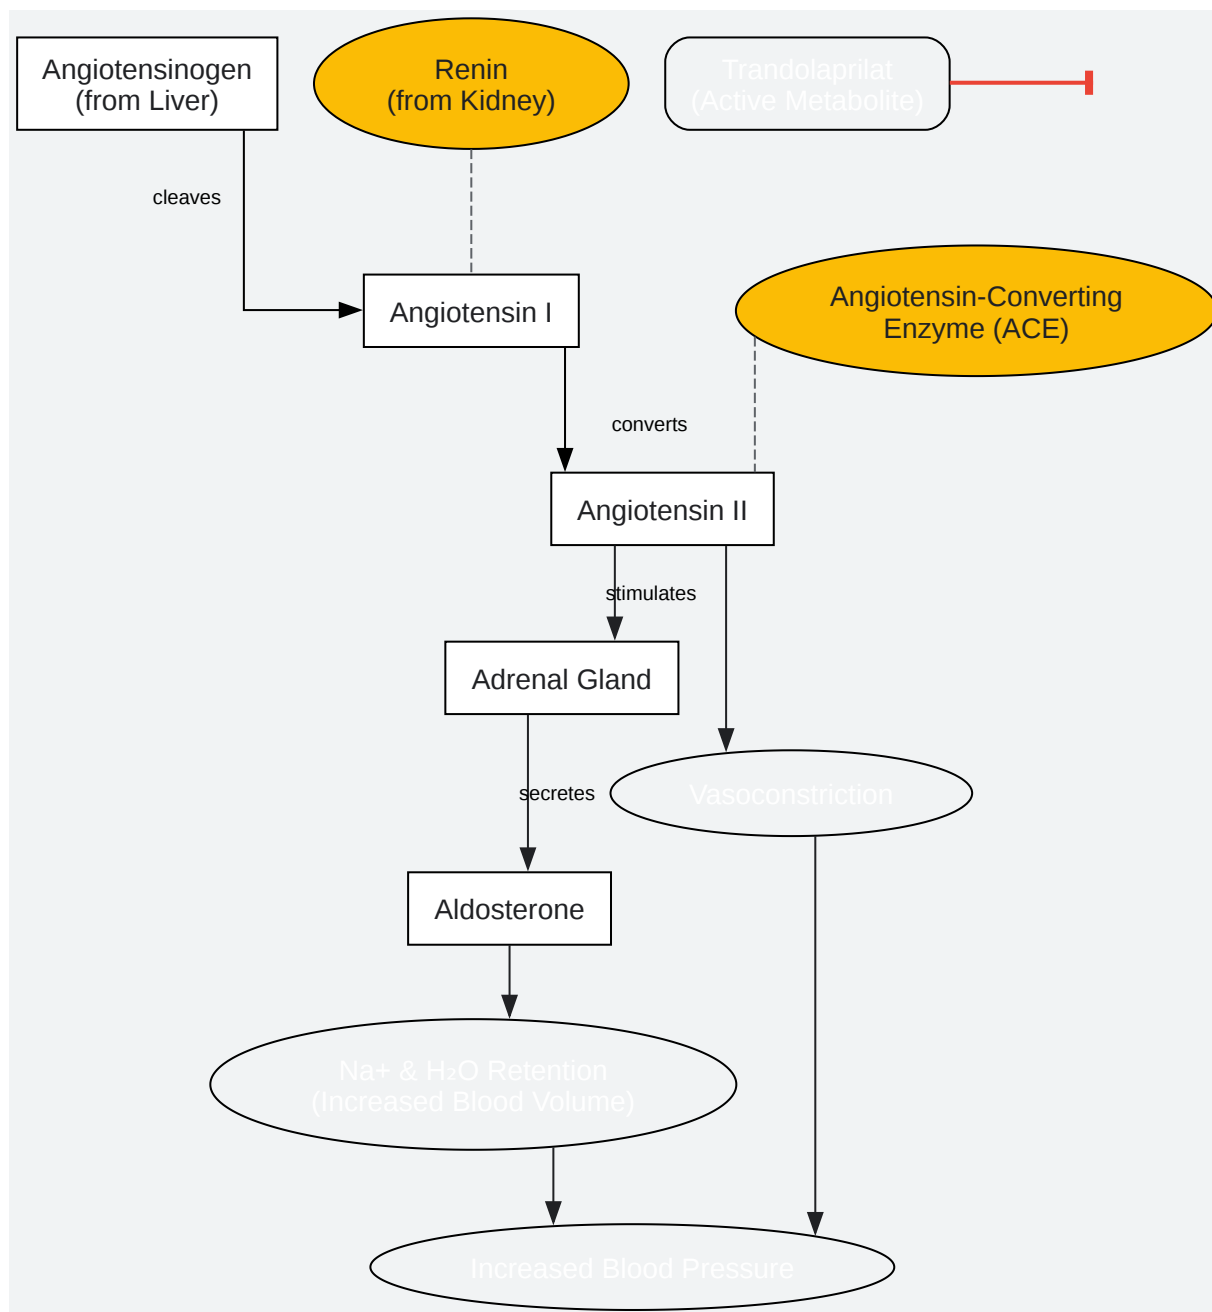 Angiotensinogen
(from Liver)
Renin
(from Kidney)
Trandolaprilat
(Active Metabolite)
cleaves
Angiotensin I
Angiotensin-Converting
Enzyme (ACE)
converts
Angiotensin II
stimulates
Adrenal Gland
secretes
Vasoconstriction
Aldosterone
Na+ & H₂O Retention
(Increased Blood Volume)
Increased Blood Pressure